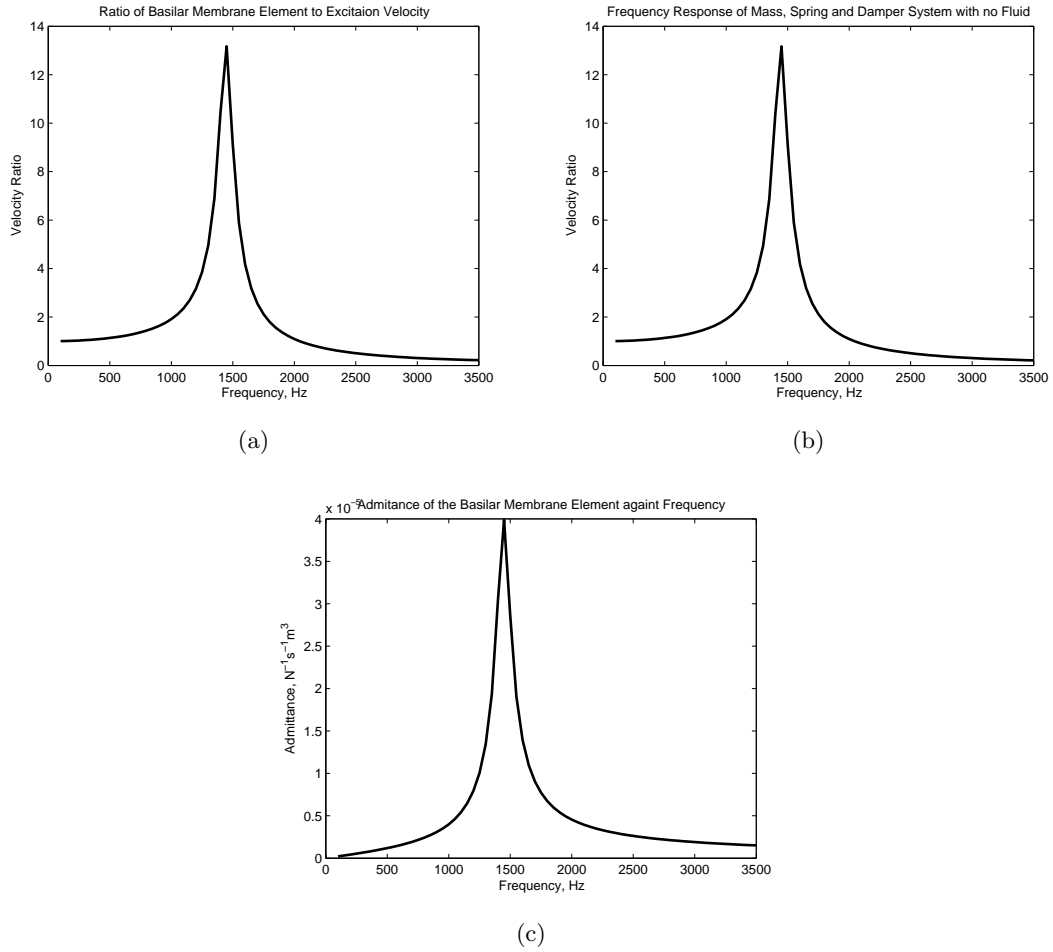 Ratio of Basilar Membrane Element to Excitaion Velocity
14
12
10
8
6
4
2
0
Velocity Ratio
0 500 1000 1500 2000 2500 3000 3500
Frequency, Hz
(a)
Frequency Response of Mass, Spring and Damper System with no Fluid
14
12
10
8
6
4
2
0
Velocity Ratio
0 500 1000 1500 2000 2500 3000 3500
Frequency, Hz
(b)
x 10⁻⁵
Admitance of the Basilar Membrane Element againt Frequency
4
3.5
3
2.5
2
1.5
1
0.5
0
Admittance, N⁻¹s⁻¹m³
0 500 1000 1500 2000 2500 3000 3500
Frequency, Hz
(c)